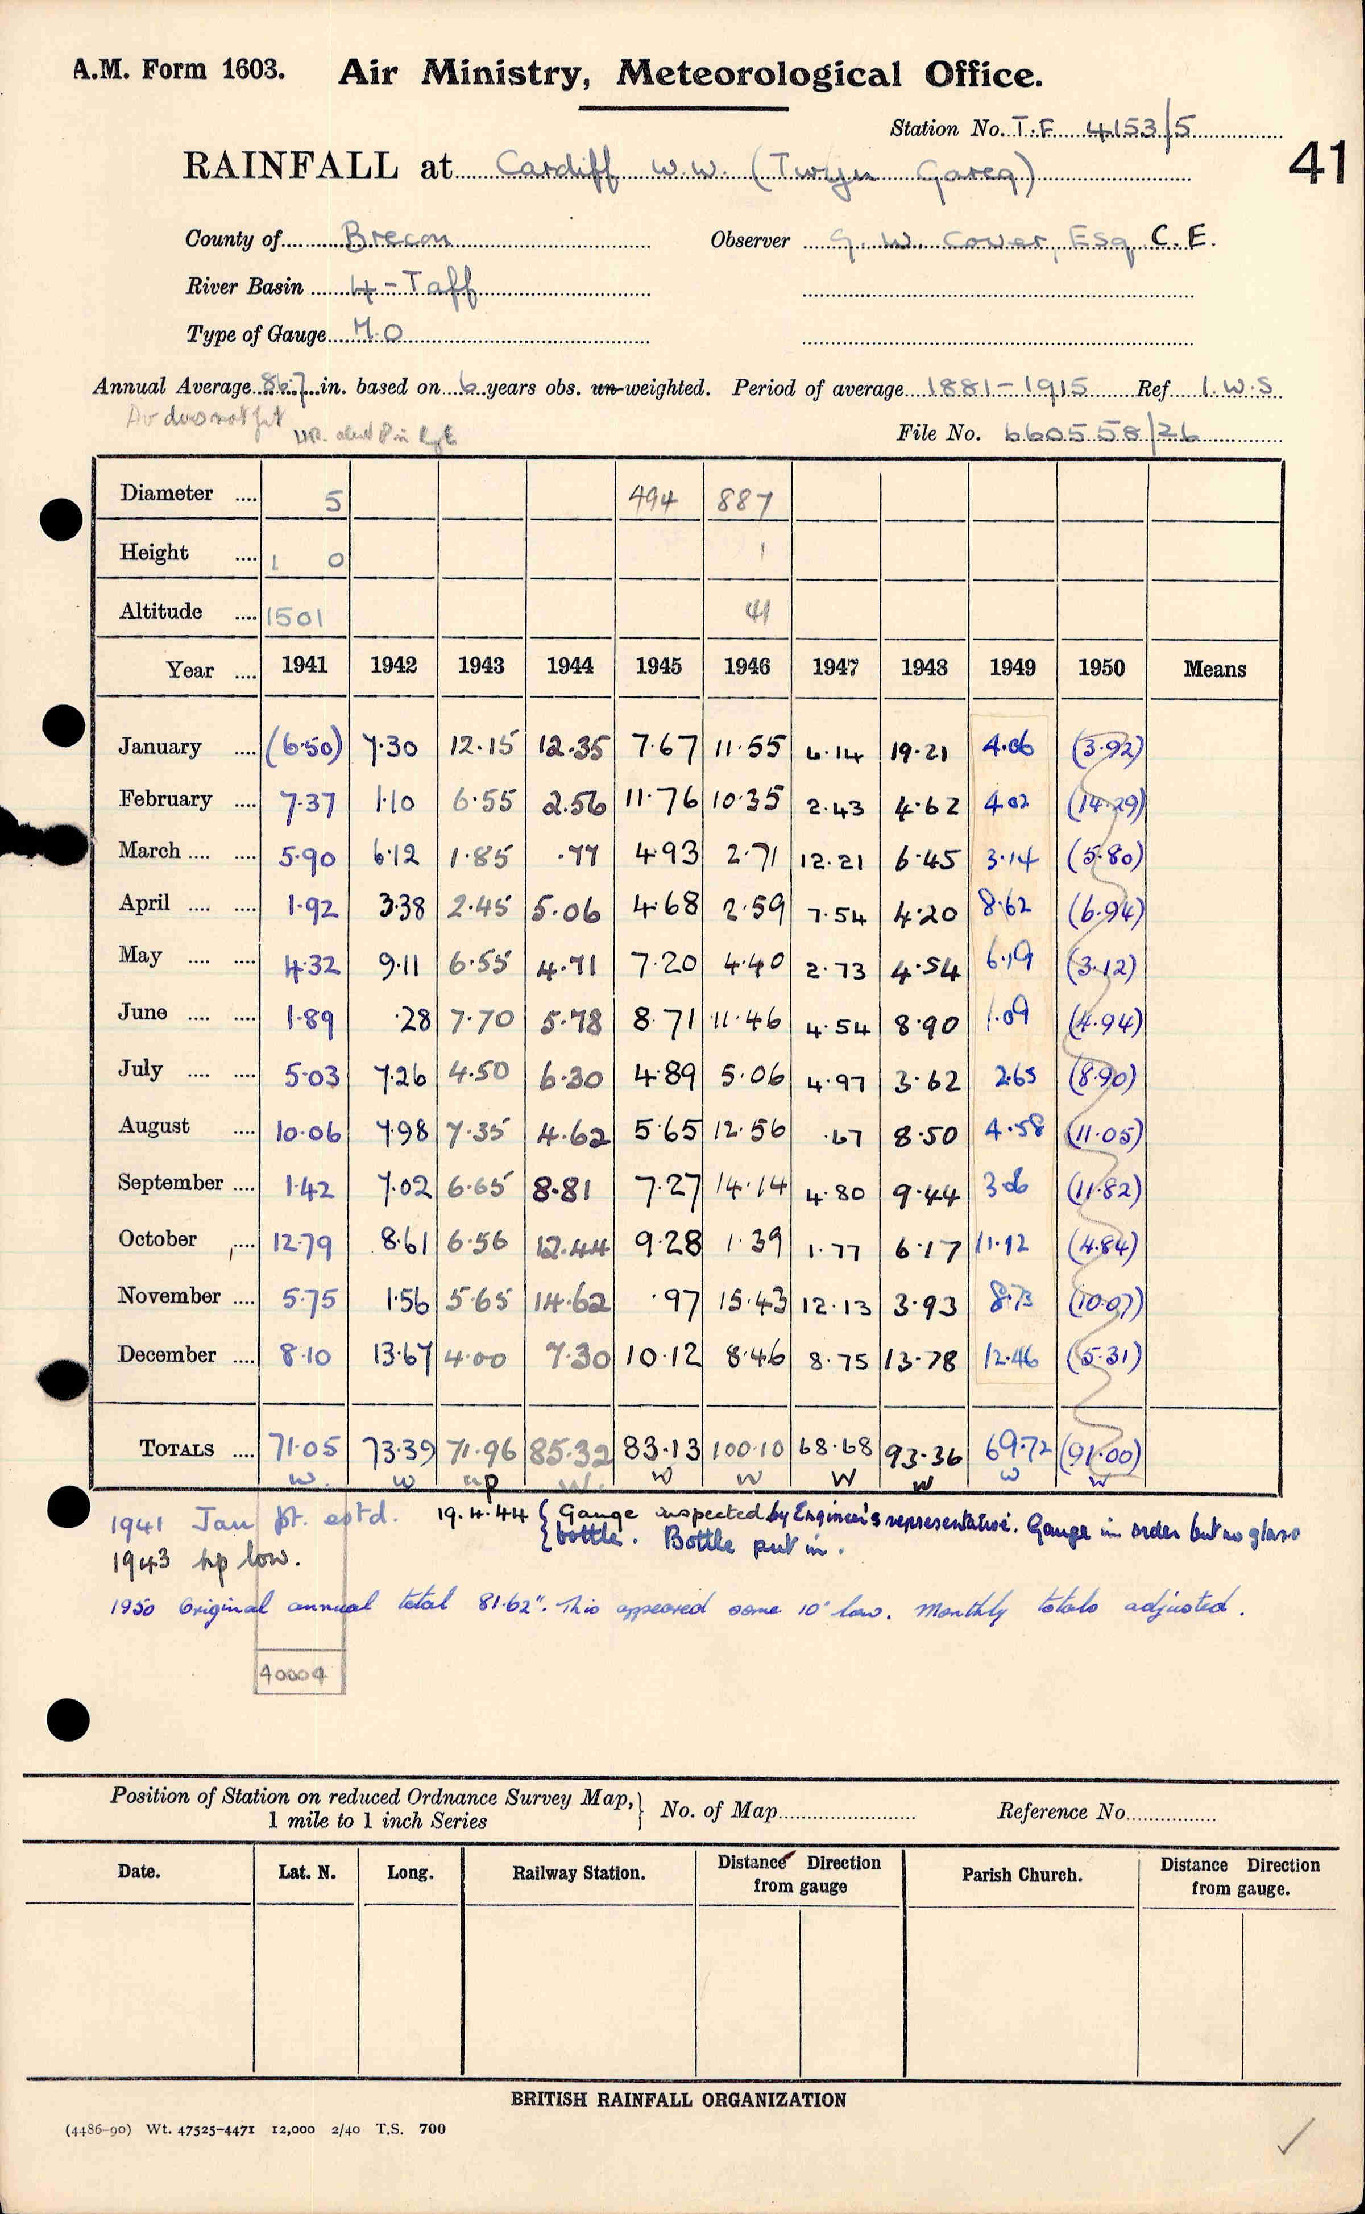 A.M. Form 1603. Air Ministry, Meteorological Office.
Station No. T.F 4153/5
41
RAINFALL at Cardiff W.W. (Twyn Gareg)
County of Brecon Observer G. W. Cover, Esq C.E.
River Basin 4-Taff
Type of Gauge M.O
Annual Average 86.7 in. based on 6 years obs. un-weighted. Period of average 1881-1915 Ref I.W.S
Av does not fit
File No. 660558/26
Diameter .... 5 494 887
Height .... 1 0 1
Altitude .... 1501 41
Year .... 1941 1942 1943 1944 1945 1946 1947 1948 1949 1950 Means
January .... (6.50) 7.30 12.15 12.35 7.67 11.55 6.14 19.21 4.06 (3.92)
February .... 7.37 1.10 6.55 2.56 11.76 10.35 2.43 4.62 4.02 (14.29)
March .... .... 5.90 6.12 1.85 .77 4.93 2.71 12.21 6.45 3.14 (5.80)
April .... .... 1.92 3.38 2.45 5.06 4.68 2.59 7.54 4.20 8.62 (6.94)
May .... .... 4.32 9.11 6.55 4.71 7.20 4.40 2.73 4.54 6.19 (3.12)
June .... .... 1.89 .28 7.70 5.78 8.71 11.46 4.54 8.90 1.09 (4.94)
July .... .... 5.03 7.26 4.50 6.30 4.89 5.06 4.97 3.62 2.65 (8.90)
August .... 10.06 7.98 7.35 4.62 5.65 12.56 .67 8.50 4.58 (11.05)
September .... 1.42 7.02 6.65 8.81 7.27 14.14 4.80 9.44 3.06 (11.82)
October .... 12.79 8.61 6.56 12.44 9.28 1.39 1.77 6.17 11.12 (4.84)
November .... 5.75 1.56 5.65 14.62 .97 15.43 12.13 3.93 8.73 (10.07)
December .... 8.10 13.67 4.00 7.30 10.12 8.46 8.75 13.78 12.46 (5.31)
TOTALS .... 71.05 73.39 71.96 85.32 83.13 100.10 68.68 93.36 69.72 (91.00)
w. w np w. w w w w w w
1941 Jan pt. estd. 19.4.44 { Gauge inspected by Engineer's representative. Gauge in order but no glass
1943 np low. { bottle. Bottle put in.
1950 Original annual total 81.62". This appeared some 10" low. Monthly totals adjusted.
40004
Position of Station on reduced Ordnance Survey Map, } No. of Map Reference No.
1 mile to 1 inch Series
Date. Lat. N. Long. Railway Station. Distance Direction from gauge Parish Church. Distance Direction from gauge.
BRITISH RAINFALL ORGANIZATION
(4486-90) Wt. 47525-4471 12,000 2/40 T.S. 700